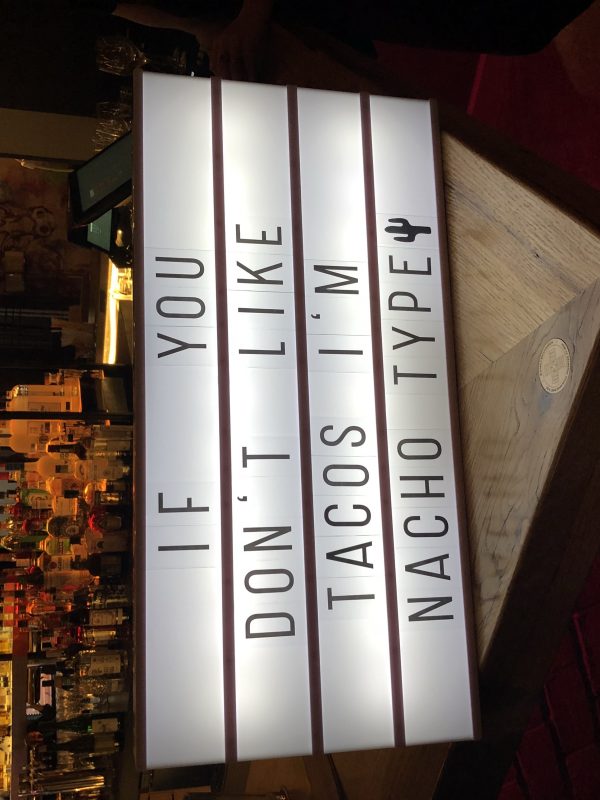 IF YOU
DON'T LIKE
TACOS I'M
NACHO TYPE